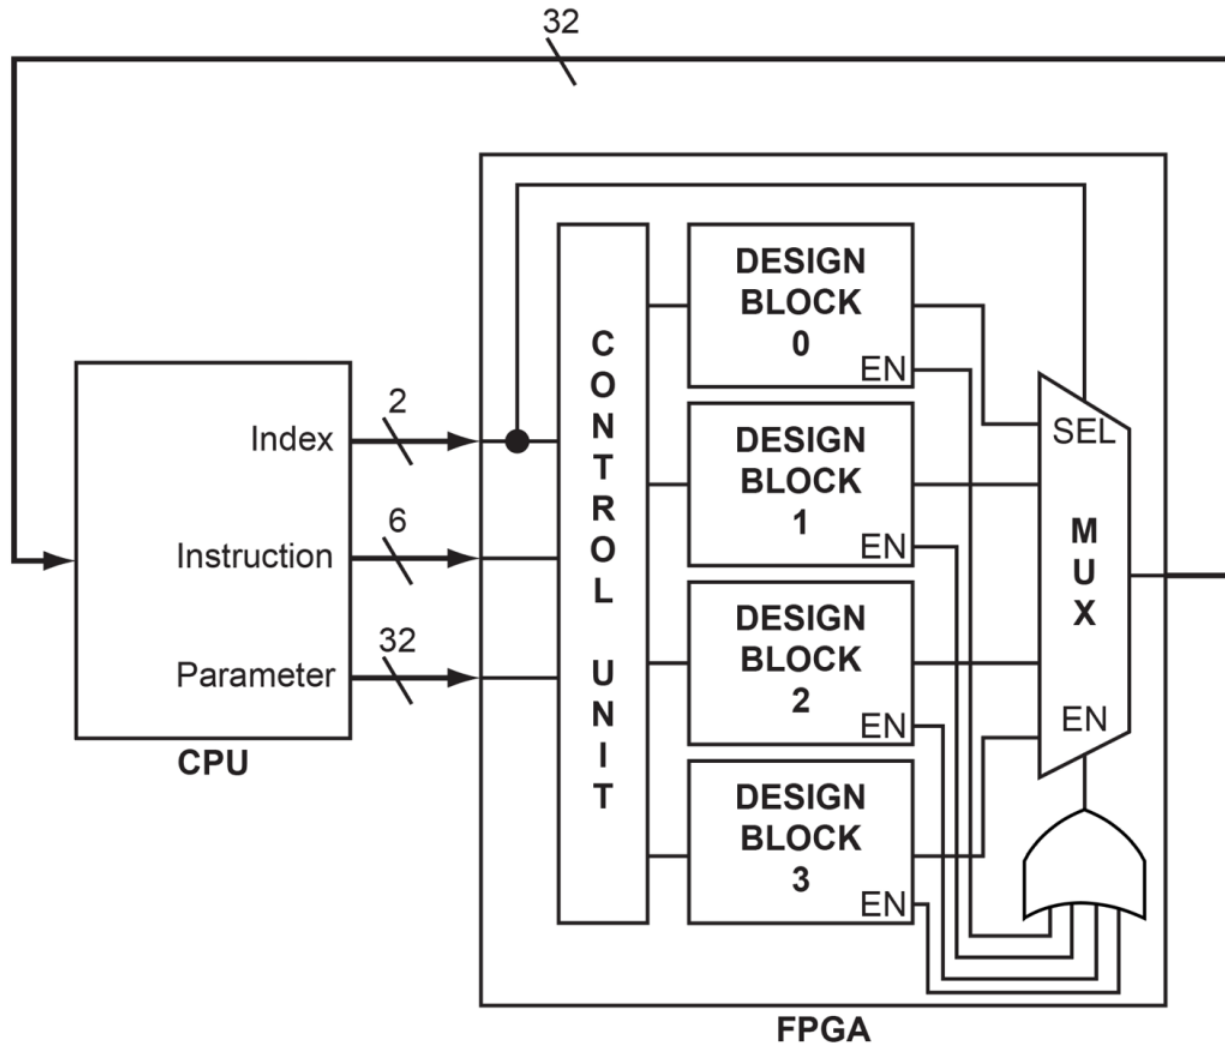 32
Index
2
Instruction
6
Parameter
32
CPU
C
O
N
T
R
O
L
U
N
I
T
DESIGN
BLOCK
0
EN
DESIGN
BLOCK
1
EN
DESIGN
BLOCK
2
EN
DESIGN
BLOCK
3
EN
SEL
M
U
X
EN
FPGA